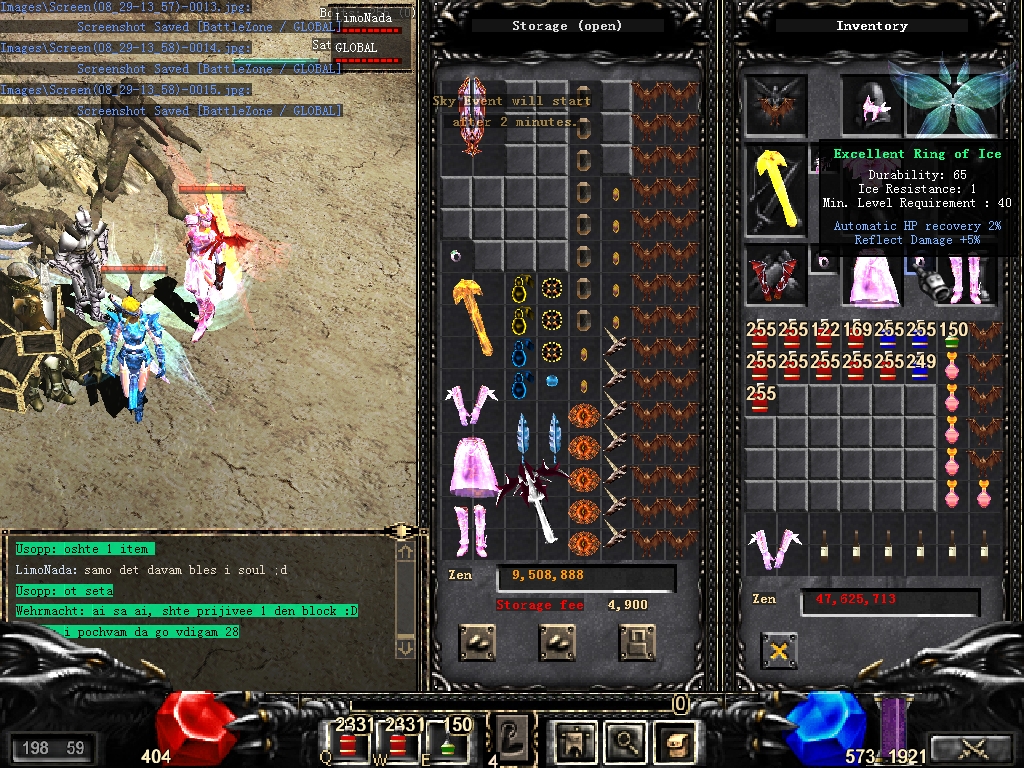 Images\Screen(08_29-13_57)-0013.jpg:
Screenshot Saved [BattleZone / GLOBAL]
Images\Screen(08_29-13_58)-0014.jpg:
Screenshot Saved [BattleZone / GLOBAL]
Images\Screen(08_29-13_58)-0015.jpg:
Screenshot Saved [BattleZone / GLOBAL]
LimoNada
GLOBAL
Storage (open)
Inventory
Sky Event will start
after 2 minutes.
Excellent Ring of Ice
Durability: 65
Ice Resistance: 1
Min. Level Requirement : 40
Automatic HP recovery 2%
Reflect Damage +5%
255 255 122 169 255 255 150
255 255 255 255 255 249
255
Usopp: oshte 1 item
LimoNada: samo det davam bles i soul ;d
Usopp: ot seta
Wehrmacht: ai sa ai, shte prijivee 1 den block :D
i pochvam da go vdigam 28
Zen 9,508,888
Storage fee 4,900
Zen 47,625,713
0
2331 2331 150
Q W E 4
198 59
404
573 1921